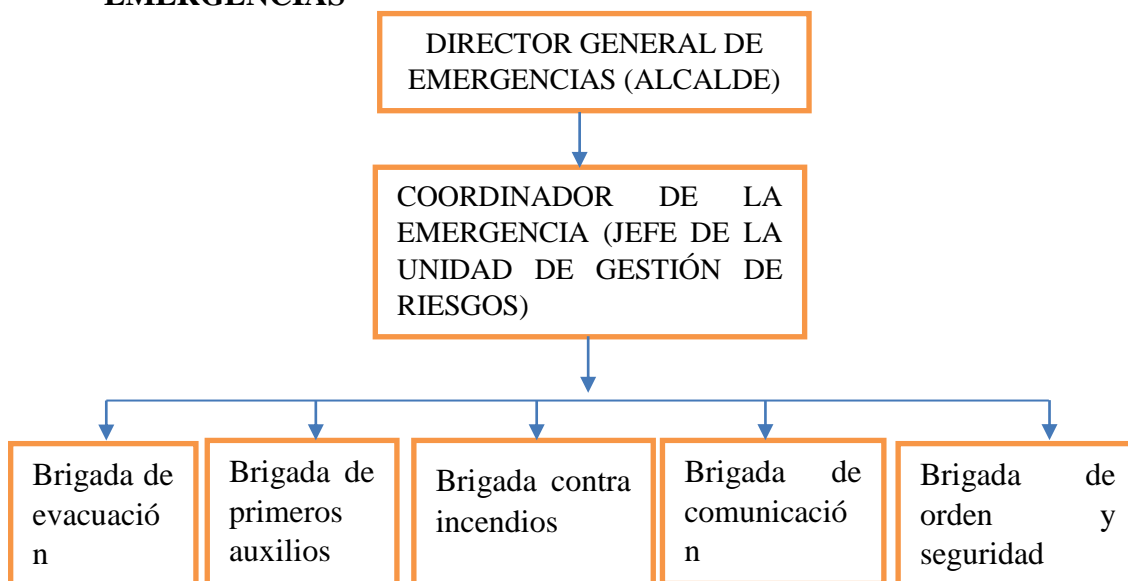 EMERGENCIAS
DIRECTOR GENERAL DE
EMERGENCIAS (ALCALDE)
COORDINADOR DE LA
EMERGENCIA (JEFE DE LA
UNIDAD DE GESTIÓN DE
RIESGOS)
Brigada de
evacuació
n
Brigada de
primeros
auxilios
Brigada contra
incendios
Brigada de
comunicació
n
Brigada de
orden y
seguridad